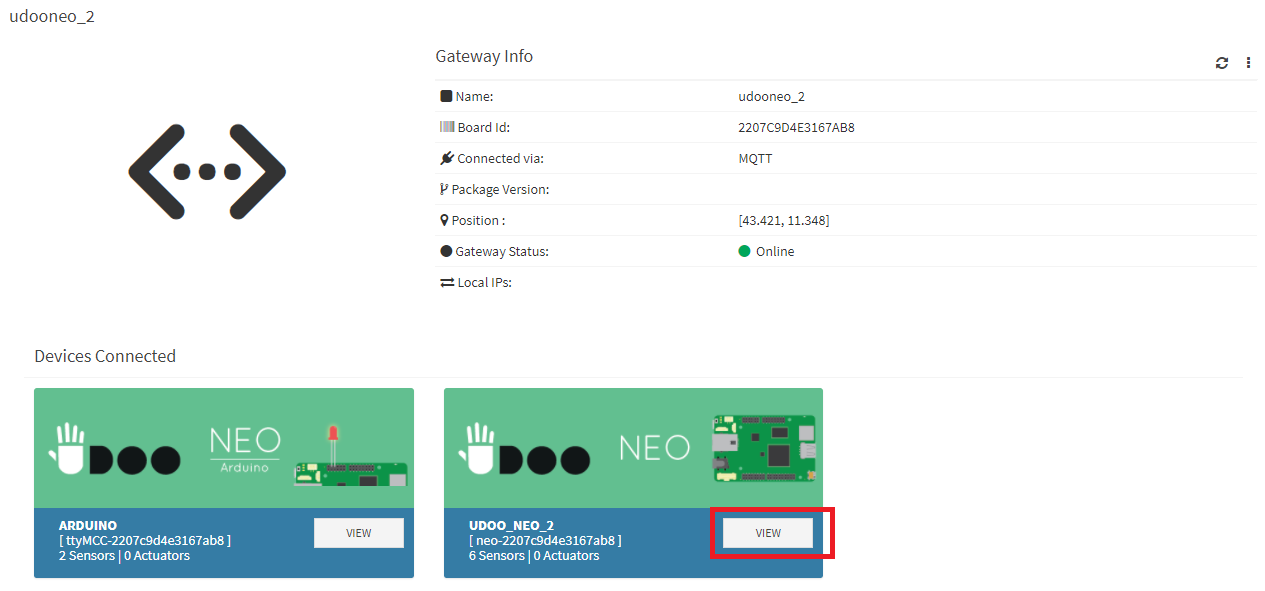 udooneo_2
Gateway Info
Name: udooneo_2
Board Id: 2207C9D4E3167AB8
Connected via: MQTT
Package Version:
Position : [43.421, 11.348]
Gateway Status: Online
Local IPs:
Devices Connected
DOO NEO
Arduino
ARDUINO
[ ttyMCC-2207c9d4e3167ab8 ]
2 Sensors | 0 Actuators
VIEW
DOO NEO
UDOO_NEO_2
[ neo-2207c9d4e3167ab8 ]
6 Sensors | 0 Actuators
VIEW